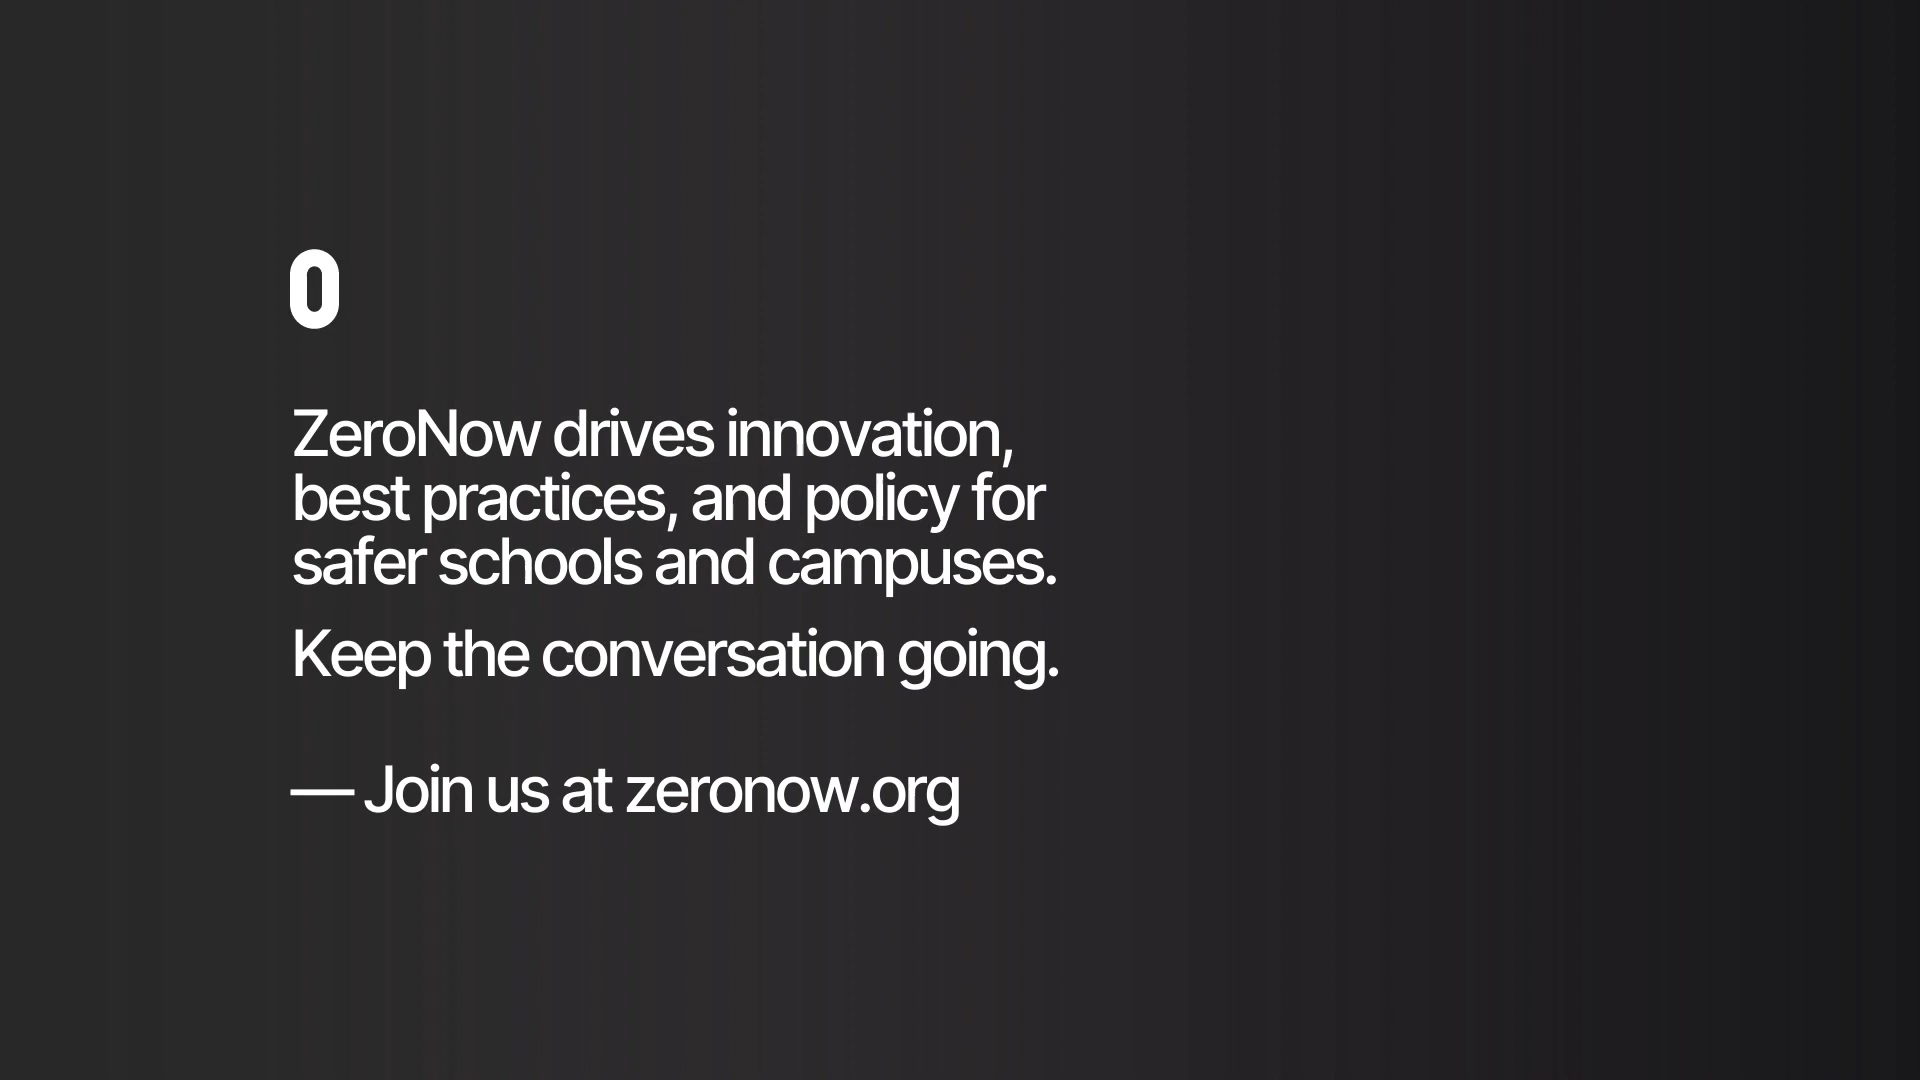 0
ZeroNow drives innovation,
best practices, and policy for
safer schools and campuses.
Keep the conversation going.
— Join us at zeronow.org